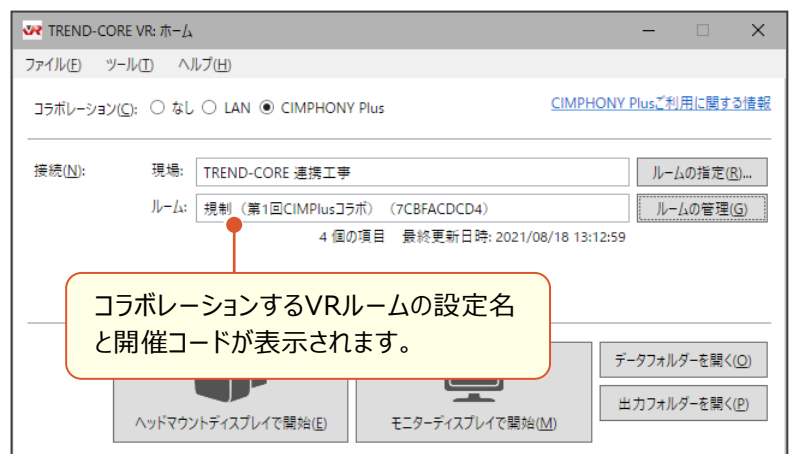 TREND-CORE VR: ホーム
ファイル(F) ツール(T) ヘルプ(H)
コラボレーション(C): なし LAN CIMPHONY Plus CIMPHONY Plusご利用に関する情報
接続(N): 現場: TREND-CORE 連携工事 ルームの指定(R)...
ルーム: 規制（第1回CIMPlusコラボ）（7CBFACDCD4） ルームの管理(G)
4 個の項目 最終更新日時: 2021/08/18 13:12:59
コラボレーションするVRルームの設定名
と開催コードが表示されます。
データフォルダーを開く(O)
出力フォルダーを開く(P)
ヘッドマウントディスプレイで開始(E) モニターディスプレイで開始(M)